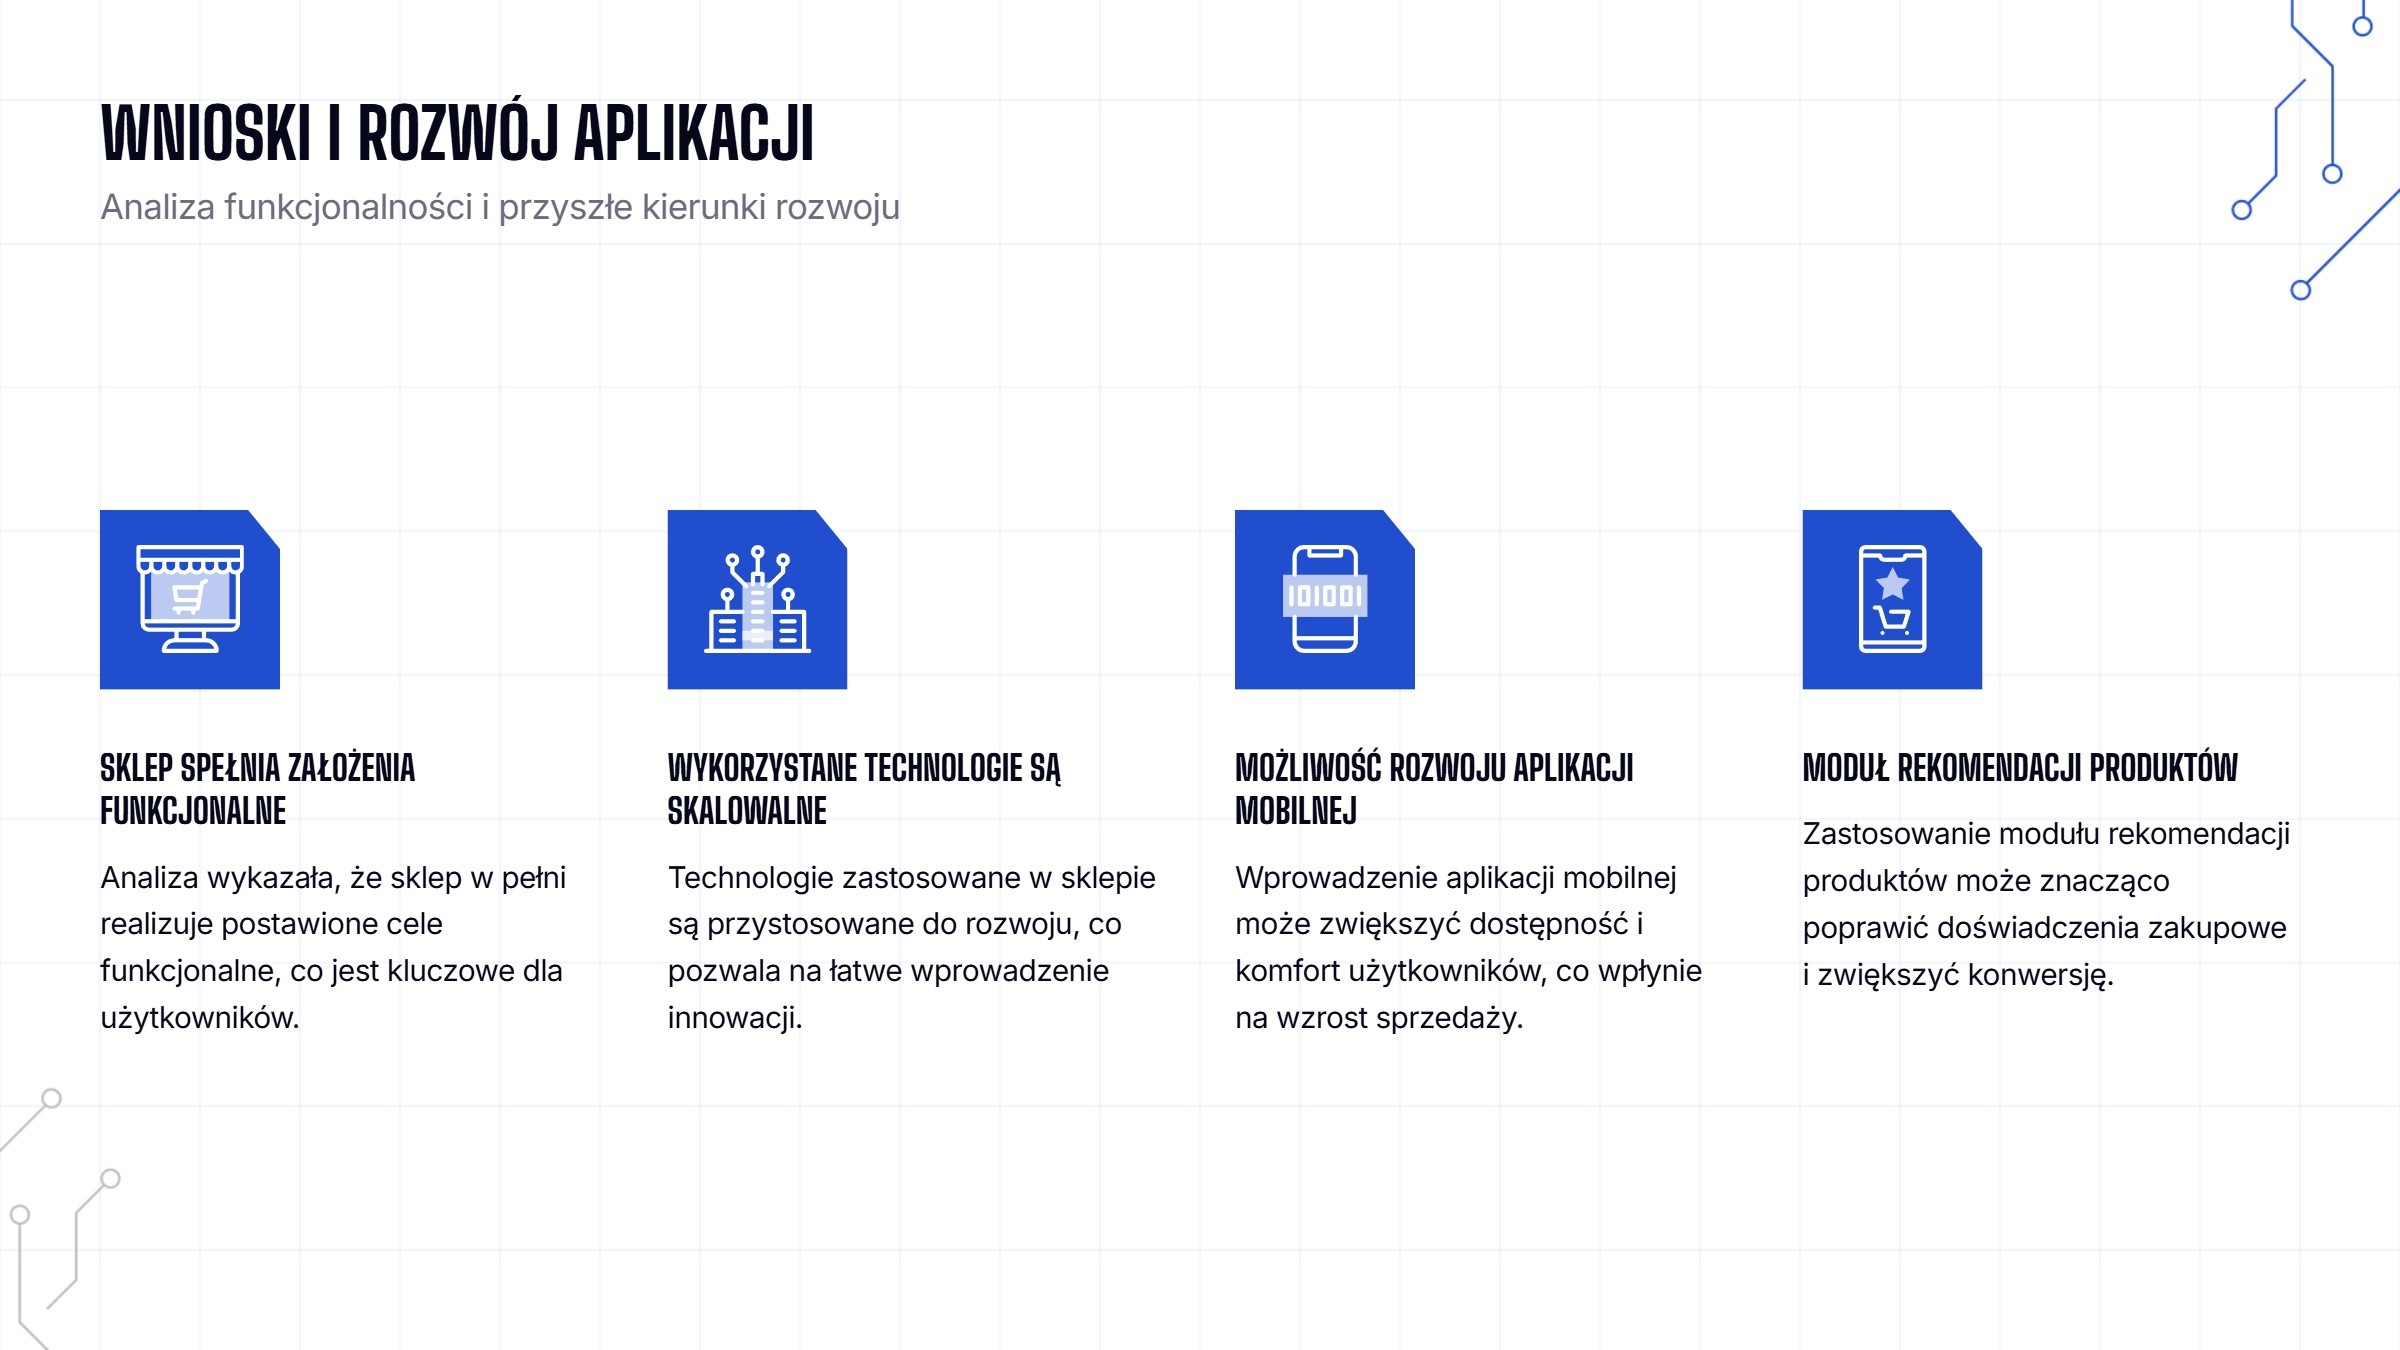 WNIOSKI I ROZWÓJ APLIKACJI
Analiza funkcjonalności i przyszłe kierunki rozwoju
SKLEP SPEŁNIA ZAŁOŻENIA
FUNKCJONALNE
Analiza wykazała, że sklep w pełni
realizuje postawione cele
funkcjonalne, co jest kluczowe dla
użytkowników.
WYKORZYSTANE TECHNOLOGIE SĄ
SKALOWALNE
Technologie zastosowane w sklepie
są przystosowane do rozwoju, co
pozwala na łatwe wprowadzenie
innowacji.
101001
MOŻLIWOŚĆ ROZWOJU APLIKACJI
MOBILNEJ
Wprowadzenie aplikacji mobilnej
może zwiększyć dostępność i
komfort użytkowników, co wpłynie
na wzrost sprzedaży.
MODUŁ REKOMENDACJI PRODUKTÓW
Zastosowanie modułu rekomendacji
produktów może znacząco
poprawić doświadczenia zakupowe
i zwiększyć konwersję.